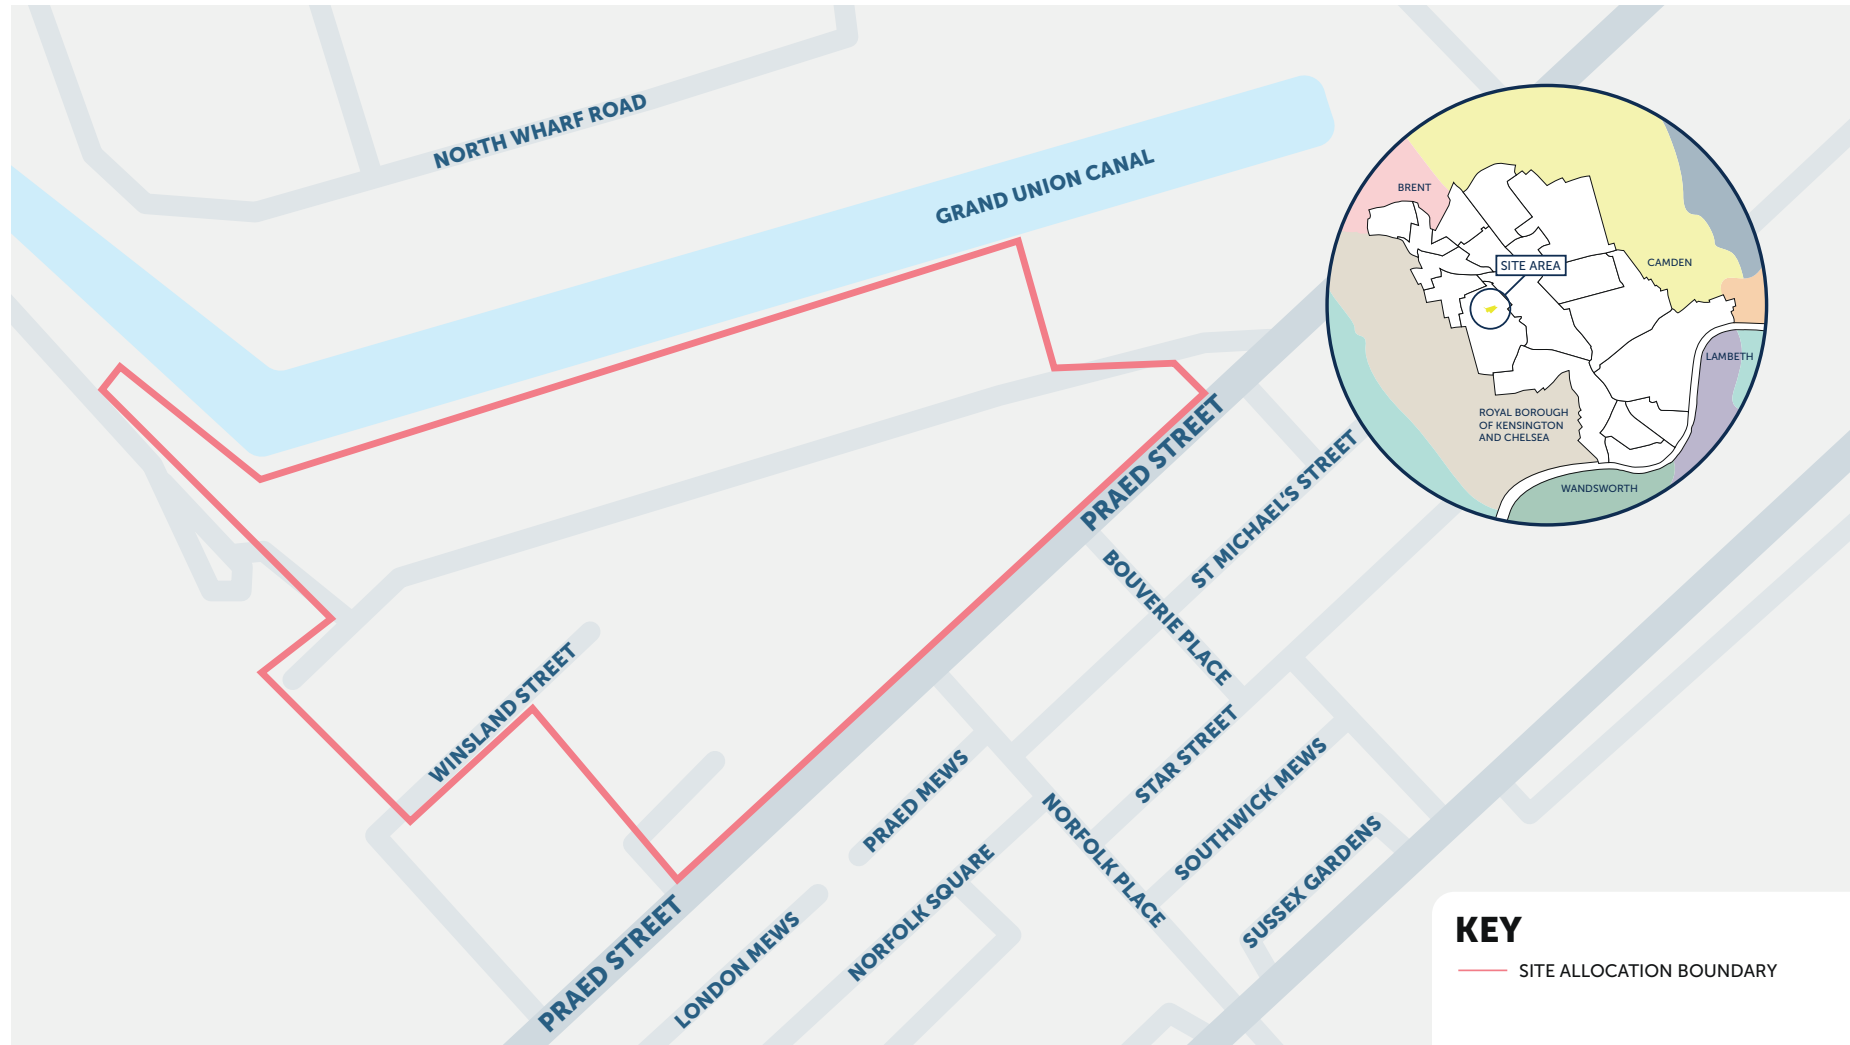 NORTH WHARF ROAD
GRAND UNION CANAL
BRENT
CAMDEN
SITE AREA
LAMBETH
ROYAL BOROUGH
OF KENSINGTON
AND CHELSEA
WANDSWORTH
PRAED STREET
ST MICHAEL'S STREET
BOUVERIE PLACE
WINSLAND STREET
STAR STREET
PRAED MEWS
SOUTHWICK MEWS
NORFOLK PLACE
SUSSEX GARDENS
NORFOLK SQUARE
LONDON MEWS
PRAED STREET
KEY
SITE ALLOCATION BOUNDARY